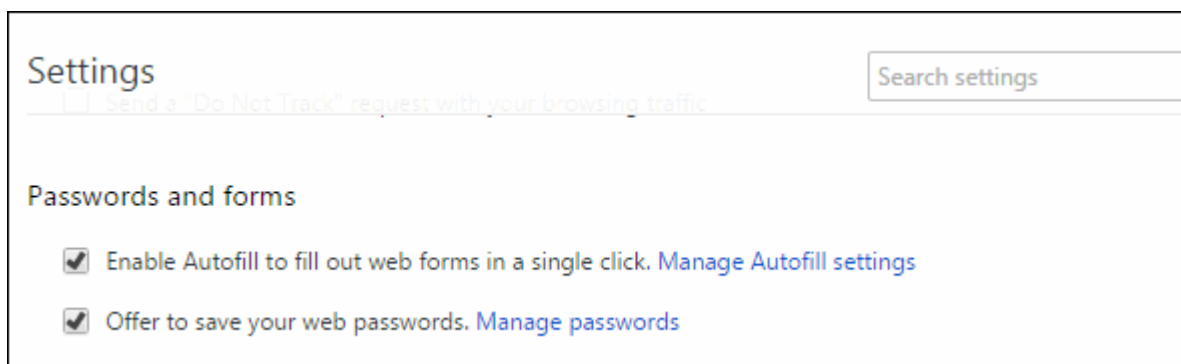 Settings
Search settings
Send a "Do Not Track" request with your browsing traffic
Passwords and forms
Enable Autofill to fill out web forms in a single click. Manage Autofill settings
Offer to save your web passwords. Manage passwords